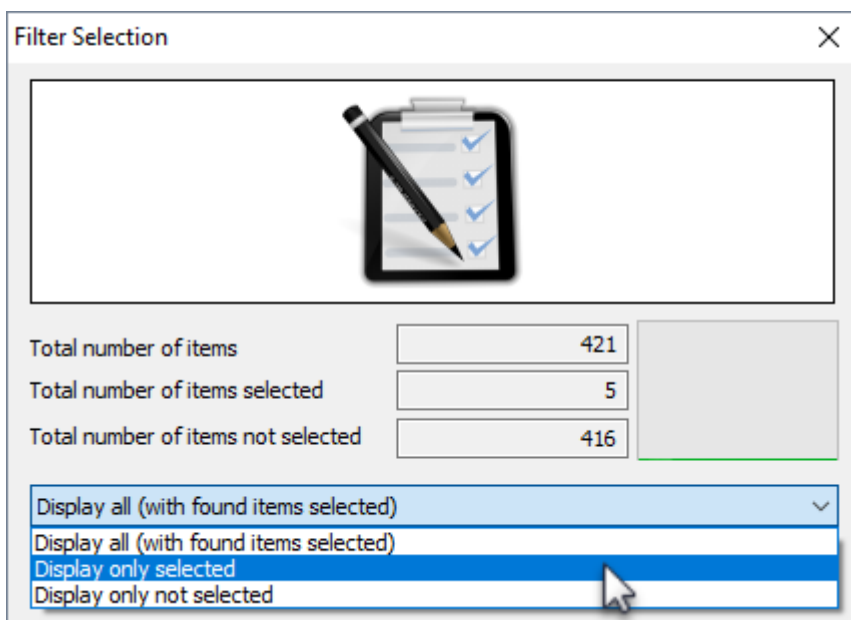 Filter Selection
Total number of items 421
Total number of items selected 5
Total number of items not selected 416
Display all (with found items selected)
Display all (with found items selected)
Display only selected
Display only not selected